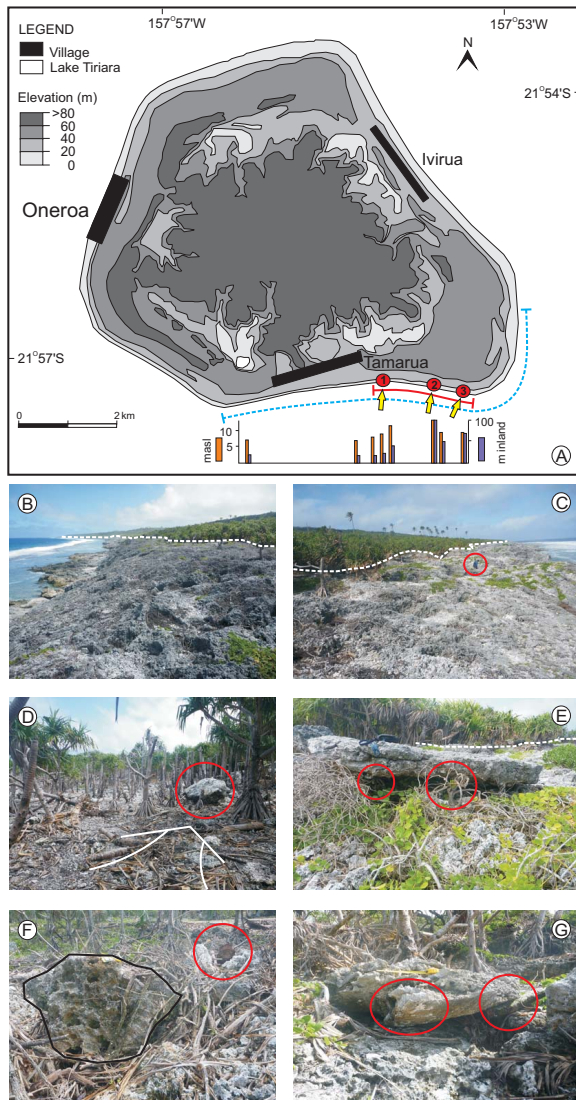 157°57'W
157°53'W
LEGEND
Village
Lake Tiriara
N
21°54'S
Elevation (m)
>80
60
40
20
0
Ivirua
Oneroa
21°57'S
Tamarua
1
2
3
0
2 km
masl
10
5
100
m inland
A
B
C
D
E
F
G